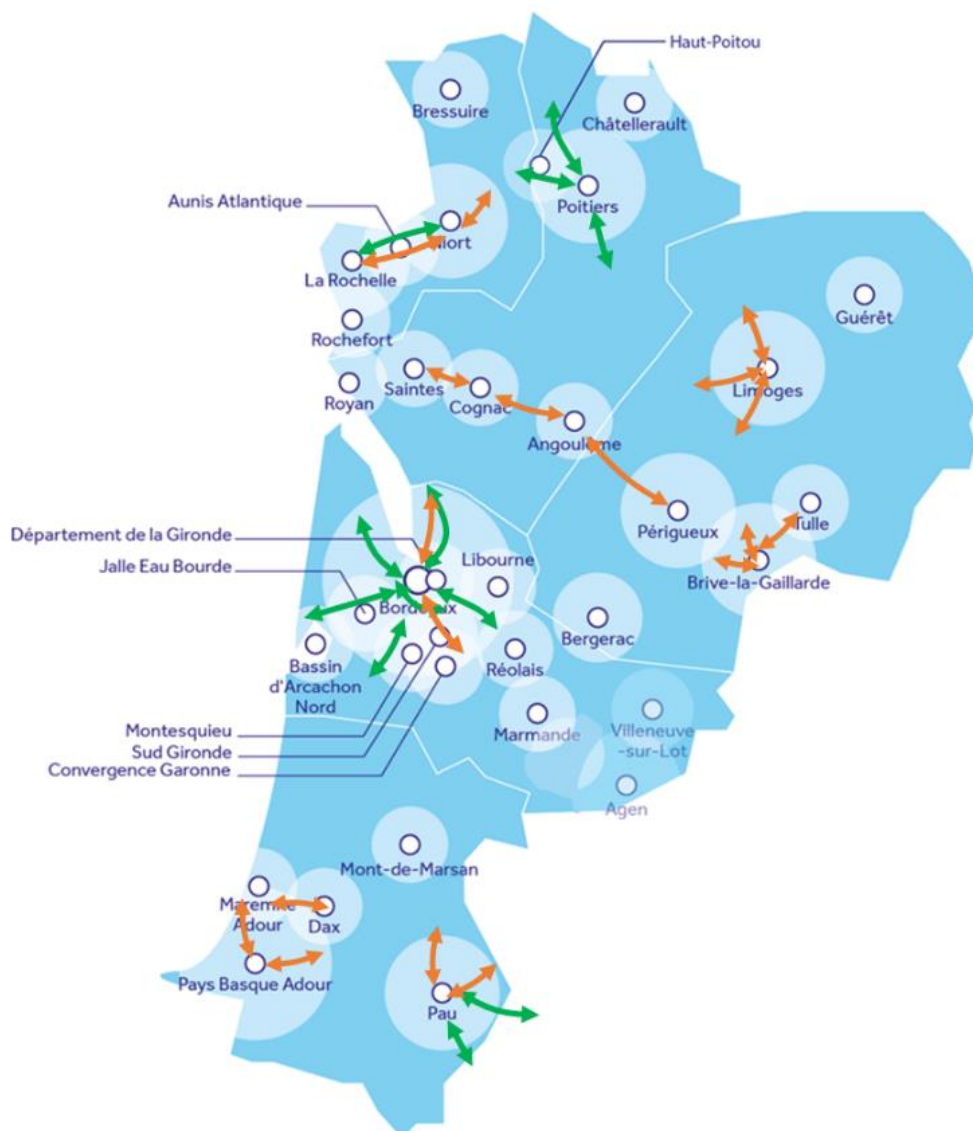 Haut-Poitou
Bressuire
Châtellerault
Aunis Atlantique
Poitiers
Niort
La Rochelle
Guérêt
Rochefort
Saintes
Royan
Cognac
Limoges
Angoulême
Périgueux
Tulle
Département de la Gironde
Libourne
Jalle Eau Bourde
Brive-la-Gaillarde
Bordeaux
Bergerac
Bassin
d'Arcachon
Nord
Réolais
Montesquieu
Marmande
Villeneuve
-sur-Lot
Sud Gironde
Convergence Garonne
Agen
Mont-de-Marsan
Maremne
Adour
Dax
Pays Basque Adour
Pau